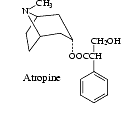 N CH₃
CH₂OH
OOCCH
Atropine